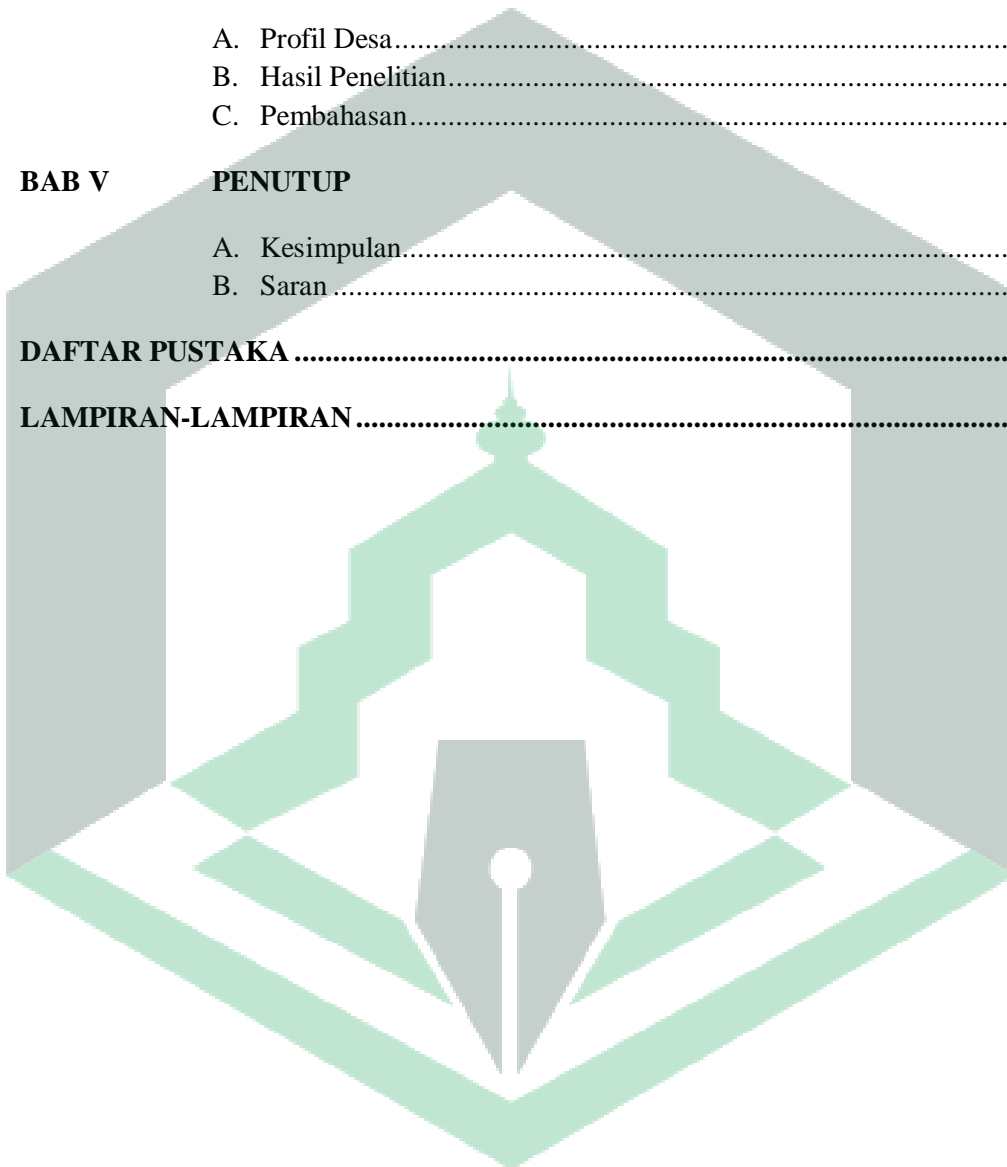 A. Profil Desa........................................................................................
B. Hasil Penelitian................................................................................
C. Pembahasan.....................................................................................
BAB V PENUTUP
A. Kesimpulan......................................................................................
B. Saran ................................................................................................
DAFTAR PUSTAKA ..............................................................................
LAMPIRAN-LAMPIRAN ......................................................................